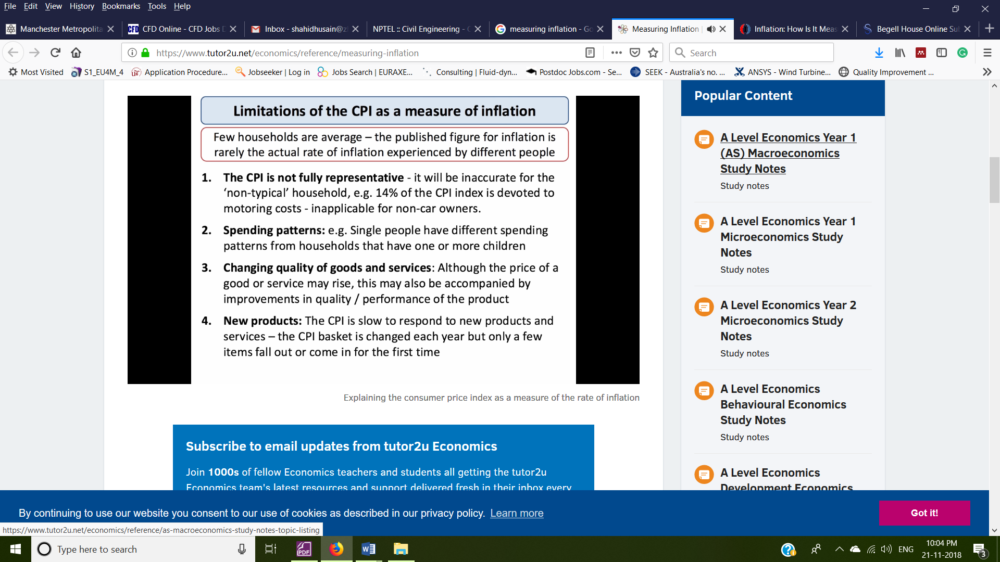 File Edit View History Bookmarks Tools Help
Manchester Metropolita
CFD CFD Online - CFD Jobs D
Inbox - shahidhusain@z
NPTEL :: Civil Engineering - C
measuring inflation - Go
Measuring Inflation |
Inflation: How Is It Meas
Begell House Online Sub
https://www.tutor2u.net/economics/reference/measuring-inflation
Search
Most Visited
S1_EU4M_4
Application Procedure...
Jobseeker | Log in
Jobs Search | EURAXE...
Consulting | Fluid-dyn...
Postdoc Jobs.com - Se...
SEEK - Australia's no. ...
ANSYS - Wind Turbine...
Quality Improvement ...
Limitations of the CPI as a measure of inflation
Few households are average – the published figure for inflation is
rarely the actual rate of inflation experienced by different people
1. The CPI is not fully representative - it will be inaccurate for the
‘non-typical’ household, e.g. 14% of the CPI index is devoted to
motoring costs - inapplicable for non-car owners.
2. Spending patterns: e.g. Single people have different spending
patterns from households that have one or more children
3. Changing quality of goods and services: Although the price of a
good or service may rise, this may also be accompanied by
improvements in quality / performance of the product
4. New products: The CPI is slow to respond to new products and
services – the CPI basket is changed each year but only a few
items fall out or come in for the first time
Explaining the consumer price index as a measure of the rate of inflation
Subscribe to email updates from tutor2u Economics
Join 1000s of fellow Economics teachers and students all getting the tutor2u
Economics team's latest resources and support delivered fresh in their inbox every
Popular Content
A Level Economics Year 1
(AS) Macroeconomics
Study Notes
Study notes
A Level Economics Year 1
Microeconomics Study
Notes
Study notes
A Level Economics Year 2
Microeconomics Study
Notes
Study notes
A Level Economics
Behavioural Economics
Study Notes
Study notes
A Level Economics
Development Economics
By continuing to use our website you consent to our use of cookies as described in our privacy policy. Learn more
Got it!
https://www.tutor2u.net/economics/reference/as-macroeconomics-study-notes-topic-listing
Type here to search
PDF
ENG
10:04 PM
21-11-2018
3